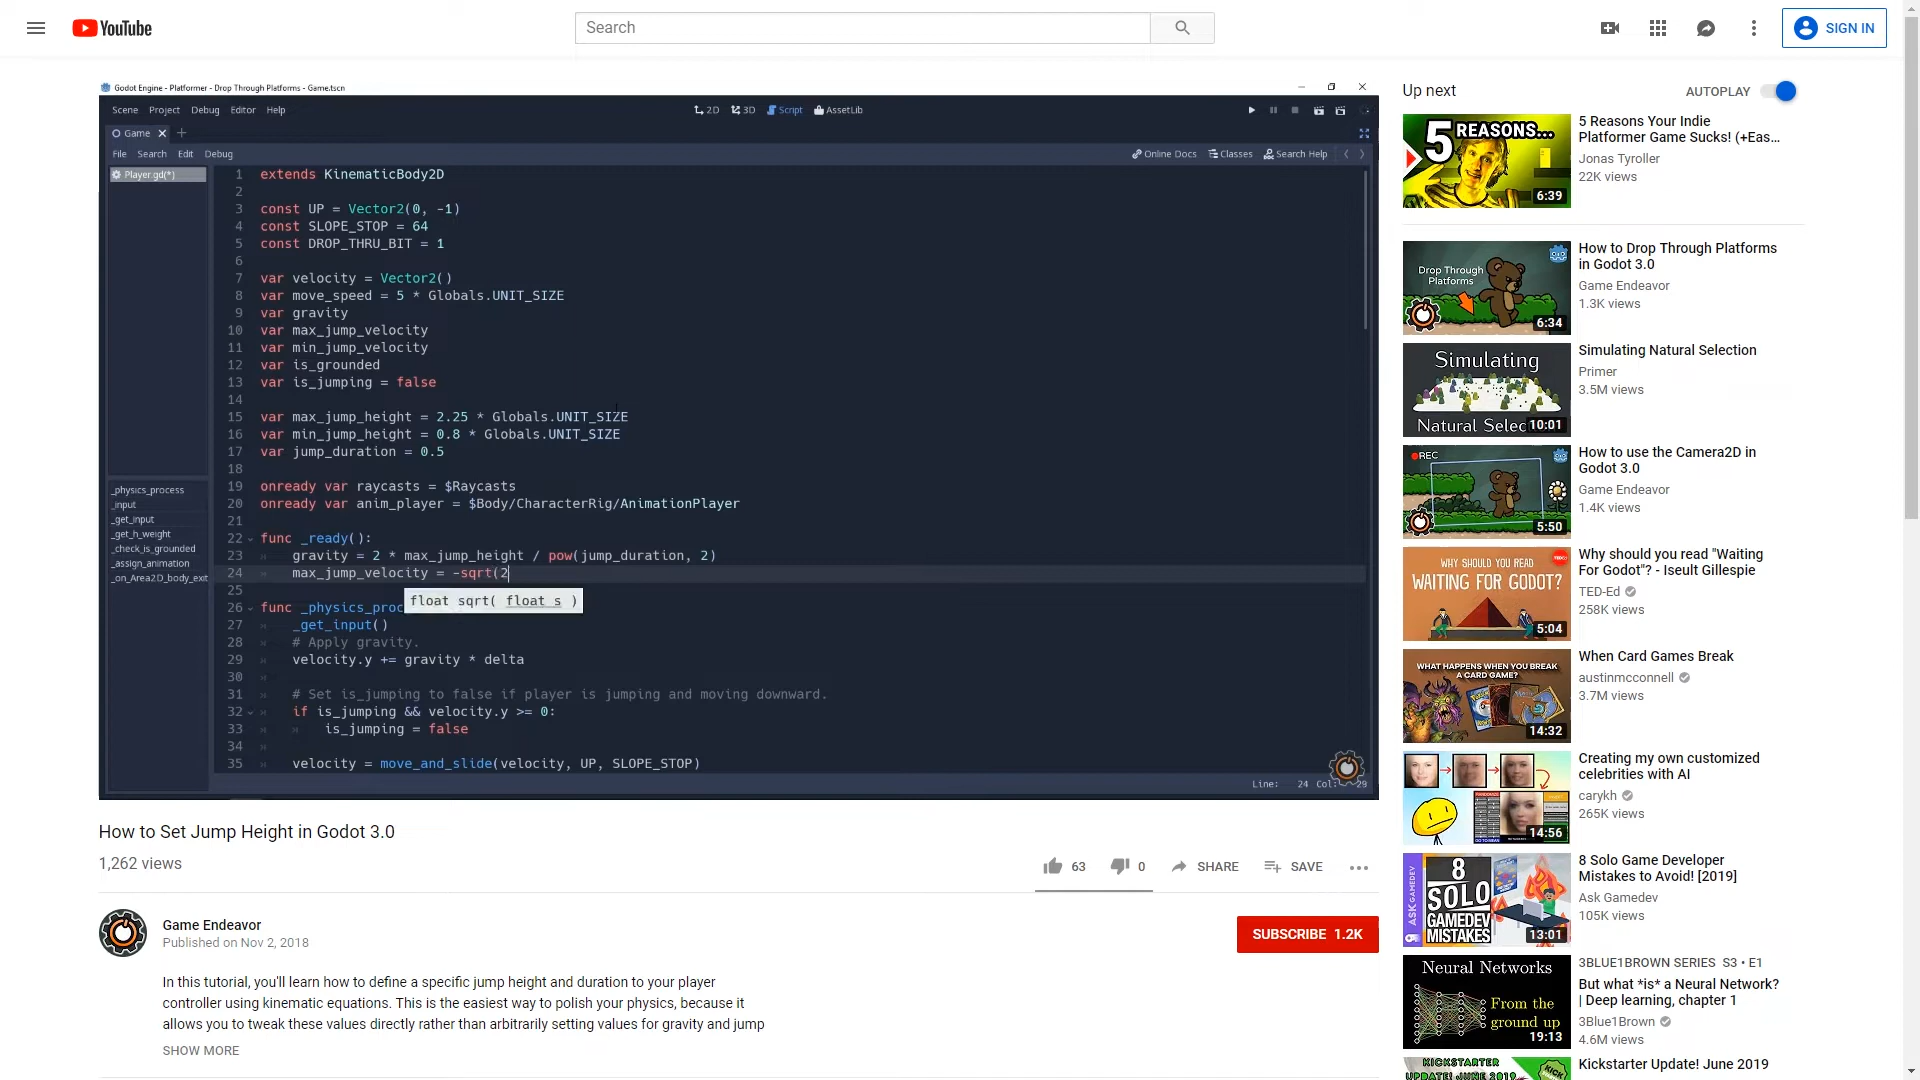 YouTube
Search
SIGN IN
Godot Engine - Platformer - Drop Through Platforms - Game.tscn
Scene Project Debug Editor Help
2D 3D Script AssetLib
Game
File Search Edit Debug
Online Docs Classes Search Help
Player.gd(*)
_physics_process
_input
_get_input
_get_h_weight
_check_is_grounded
_assign_animation
_on_Area2D_body_exit
1 extends KinematicBody2D
2
3 const UP = Vector2(0, -1)
4 const SLOPE_STOP = 64
5 const DROP_THRU_BIT = 1
6
7 var velocity = Vector2()
8 var move_speed = 5 * Globals.UNIT_SIZE
9 var gravity
10 var max_jump_velocity
11 var min_jump_velocity
12 var is_grounded
13 var is_jumping = false
14
15 var max_jump_height = 2.25 * Globals.UNIT_SIZE
16 var min_jump_height = 0.8 * Globals.UNIT_SIZE
17 var jump_duration = 0.5
18
19 onready var raycasts = $Raycasts
20 onready var anim_player = $Body/CharacterRig/AnimationPlayer
21
22 func _ready():
23 gravity = 2 * max_jump_height / pow(jump_duration, 2)
24 max_jump_velocity = -sqrt(2
25
float sqrt( float s )
26 func _physics_proc
27 _get_input()
28 # Apply gravity.
29 velocity.y += gravity * delta
30
31 # Set is_jumping to false if player is jumping and moving downward.
32 if is_jumping && velocity.y >= 0:
33 is_jumping = false
34
35 velocity = move_and_slide(velocity, UP, SLOPE_STOP)
Line: 24 Col: 29
How to Set Jump Height in Godot 3.0
1,262 views
63 0 SHARE SAVE
Game Endeavor
Published on Nov 2, 2018
SUBSCRIBE 1.2K
In this tutorial, you'll learn how to define a specific jump height and duration to your player
controller using kinematic equations. This is the easiest way to polish your physics, because it
allows you to tweak these values directly rather than arbitrarily setting values for gravity and jump
SHOW MORE
Up next
AUTOPLAY
5 REASONS...
6:39
5 Reasons Your Indie
Platformer Game Sucks! (+Eas...
Jonas Tyroller
22K views
Drop Through
Platforms
6:34
How to Drop Through Platforms
in Godot 3.0
Game Endeavor
1.3K views
Simulating
Natural Selec
10:01
Simulating Natural Selection
Primer
3.5M views
REC
5:50
How to use the Camera2D in
Godot 3.0
Game Endeavor
1.4K views
WHY SHOULD YOU READ
WAITING FOR GODOT?
5:04
Why should you read "Waiting
For Godot"? - Iseult Gillespie
TED-Ed
258K views
WHAT HAPPENS WHEN YOU BREAK
A CARD GAME?
14:32
When Card Games Break
austinmcconnell
3.7M views
14:56
Creating my own customized
celebrities with AI
carykh
265K views
ASK GAMEDEV
8
SOLO
GAMEDEV
MISTAKES
13:01
8 Solo Game Developer
Mistakes to Avoid! [2019]
Ask Gamedev
105K views
Neural Networks
From the
ground up
19:13
3BLUE1BROWN SERIES S3 • E1
But what *is* a Neural Network?
| Deep learning, chapter 1
3Blue1Brown
4.6M views
KICKSTARTER
UPDATE! JUNE 2019
Kickstarter Update! June 2019